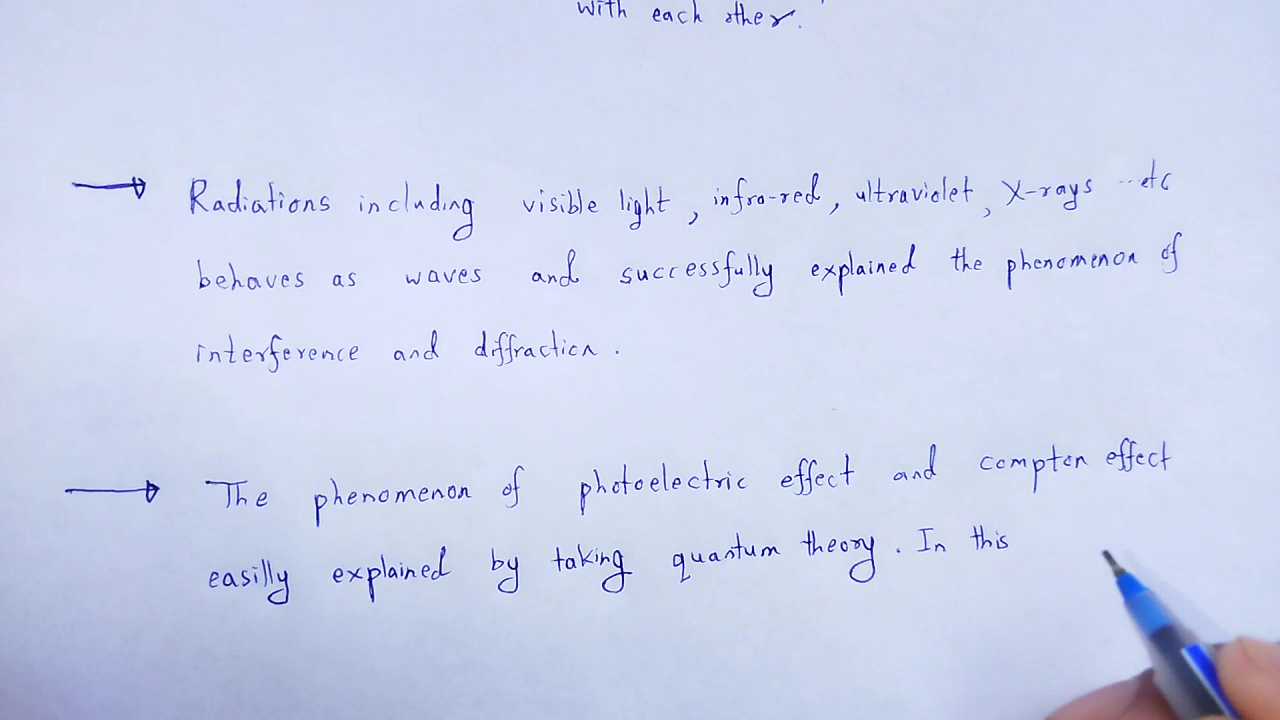 with each other.
→ Radiations including visible light, infra-red, ultraviolet, X-rays ...etc
behaves as waves and successfully explained the phenomenon of
interference and diffraction.
→ The phenomenon of photoelectric effect and compton effect
easilly explained by taking quantum theory. In this